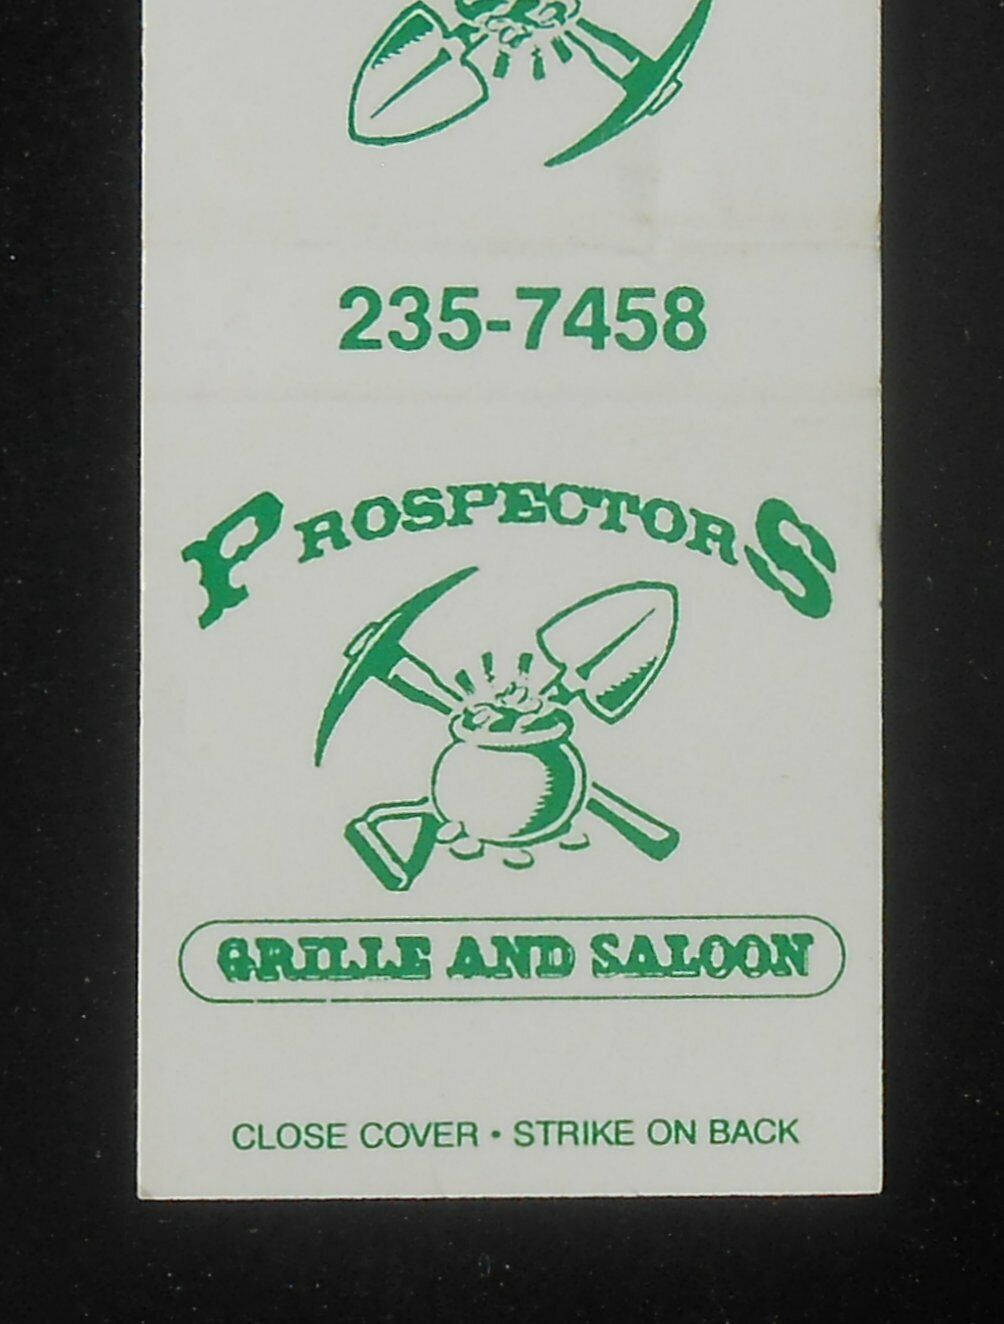 235-7458
PROSPECTORS
GRILLE AND SALOON
CLOSE COVER • STRIKE ON BACK